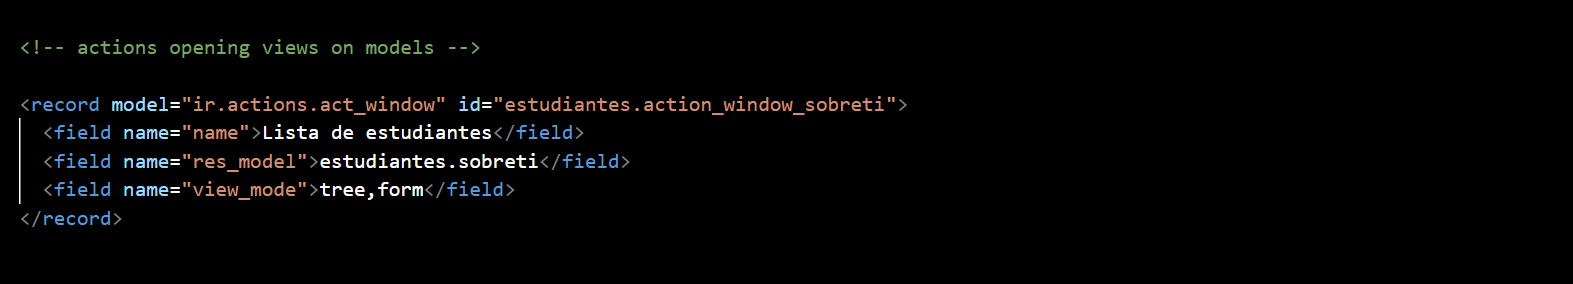 <!-- actions opening views on models -->
<record model="ir.actions.act_window" id="estudiantes.action_window_sobreti">
<field name="name">Lista de estudiantes</field>
<field name="res_model">estudiantes.sobreti</field>
<field name="view_mode">tree,form</field>
</record>